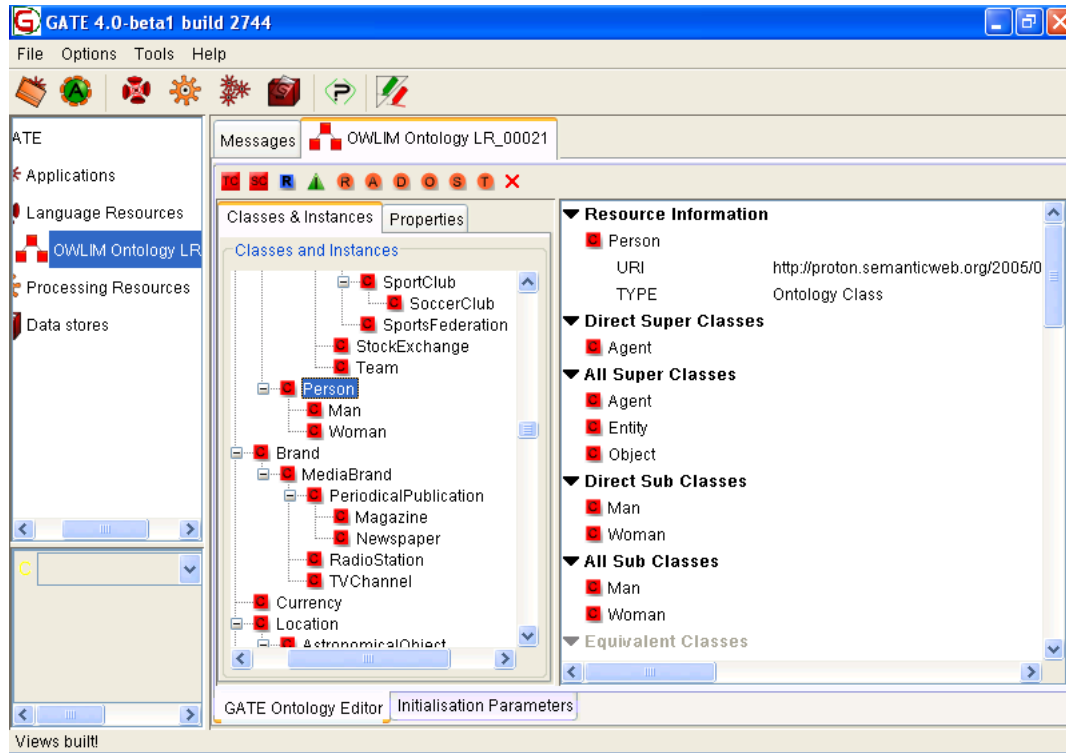 GATE 4.0-beta1 build 2744
File Options Tools Help
ATE
Applications
Language Resources
OWLIM Ontology LR
Processing Resources
Data stores
Messages OWLIM Ontology LR_00021
TC SC R I R A D O S T
Classes & Instances Properties
Classes and Instances
SportClub
SoccerClub
SportsFederation
StockExchange
Team
Person
Man
Woman
Brand
MediaBrand
PeriodicalPublication
Magazine
Newspaper
RadioStation
TVChannel
Currency
Location
AstronomicalObject
Resource Information
Person
URI http://proton.semanticweb.org/2005/0
TYPE Ontology Class
Direct Super Classes
Agent
All Super Classes
Agent
Entity
Object
Direct Sub Classes
Man
Woman
All Sub Classes
Man
Woman
Equivalent Classes
C
GATE Ontology Editor Initialisation Parameters
Views built!